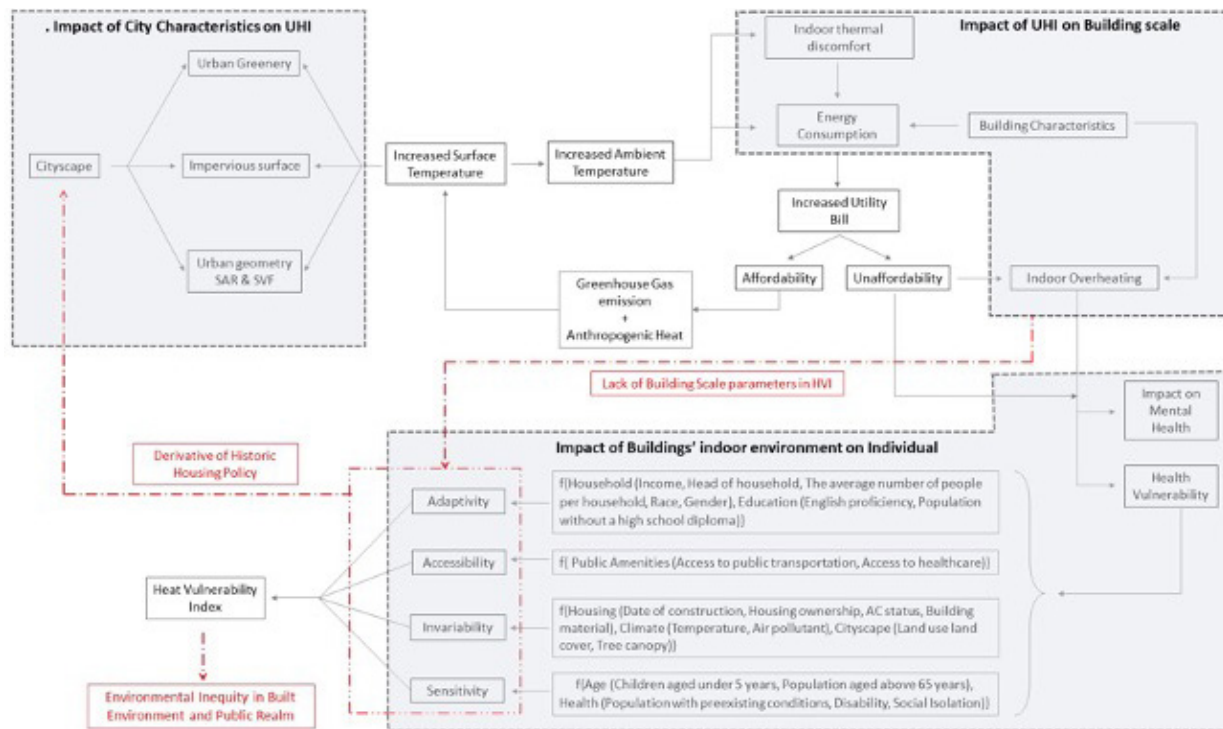 . Impact of City Characteristics on UHI
Urban Greenery
Cityscape
Impervious surface
Urban geometry
SAR & SVF
Increased Surface
Temperature
Increased Ambient
Temperature
Impact of UHI on Building scale
Indoor thermal
discomfort
Energy
Consumption
Building Characteristics
Increased Utility
Bill
Affordability
Unaffordability
Indoor Overheating
Greenhouse Gas
emission
+
Anthropogenic Heat
Lack of Building Scale parameters in HVI
Impact on
Mental
Health
Health
Vulnerability
Derivative of Historic
Housing Policy
Impact of Buildings' indoor environment on Individual
Adaptivity
f(Household (Income, Head of household, The average number of people
per household, Race, Gender), Education (English proficiency, Population
without a high school diploma))
Accessibility
f( Public Amenities (Access to public transportation, Access to healthcare))
Heat Vulnerability
Index
Invariability
f(Housing (Date of construction, Housing ownership, AC status, Building
material), Climate (Temperature, Air pollutant), Cityscape (Land use land
cover, Tree canopy))
Sensitivity
f(Age (Children aged under 5 years, Population aged above 65 years),
Health (Population with preexisting conditions, Disability, Social Isolation))
Environmental Inequity in Built
Environment and Public Realm